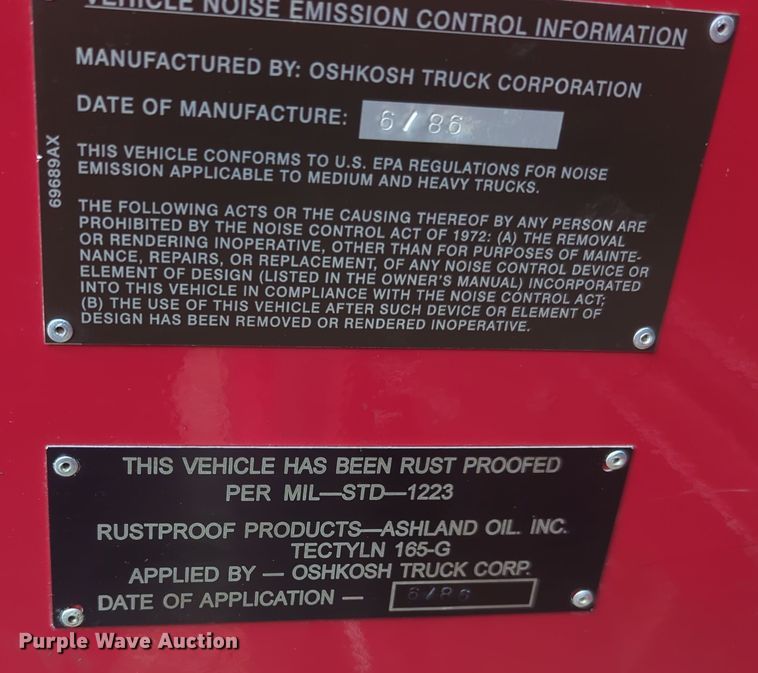 VEHICLE NOISE EMISSION CONTROL INFORMATION
MANUFACTURED BY: OSHKOSH TRUCK CORPORATION
DATE OF MANUFACTURE: 6/86
69689AX
THIS VEHICLE CONFORMS TO U.S. EPA REGULATIONS FOR NOISE
EMISSION APPLICABLE TO MEDIUM AND HEAVY TRUCKS.
THE FOLLOWING ACTS OR THE CAUSING THEREOF BY ANY PERSON ARE
PROHIBITED BY THE NOISE CONTROL ACT OF 1972: (A) THE REMOVAL
OR RENDERING INOPERATIVE, OTHER THAN FOR PURPOSES OF MAINTE-
NANCE, REPAIRS, OR REPLACEMENT, OF ANY NOISE CONTROL DEVICE OR
ELEMENT OF DESIGN (LISTED IN THE OWNER'S MANUAL) INCORPORATED
INTO THIS VEHICLE IN COMPLIANCE WITH THE NOISE CONTROL ACT;
(B) THE USE OF THIS VEHICLE AFTER SUCH DEVICE OR ELEMENT OF
DESIGN HAS BEEN REMOVED OR RENDERED INOPERATIVE.
THIS VEHICLE HAS BEEN RUST PROOFED
PER MIL—STD—1223
RUSTPROOF PRODUCTS—ASHLAND OIL. INC.
TECTYLN 165-G
APPLIED BY — OSHKOSH TRUCK CORP.
DATE OF APPLICATION — 6/86
Purple Wave Auction